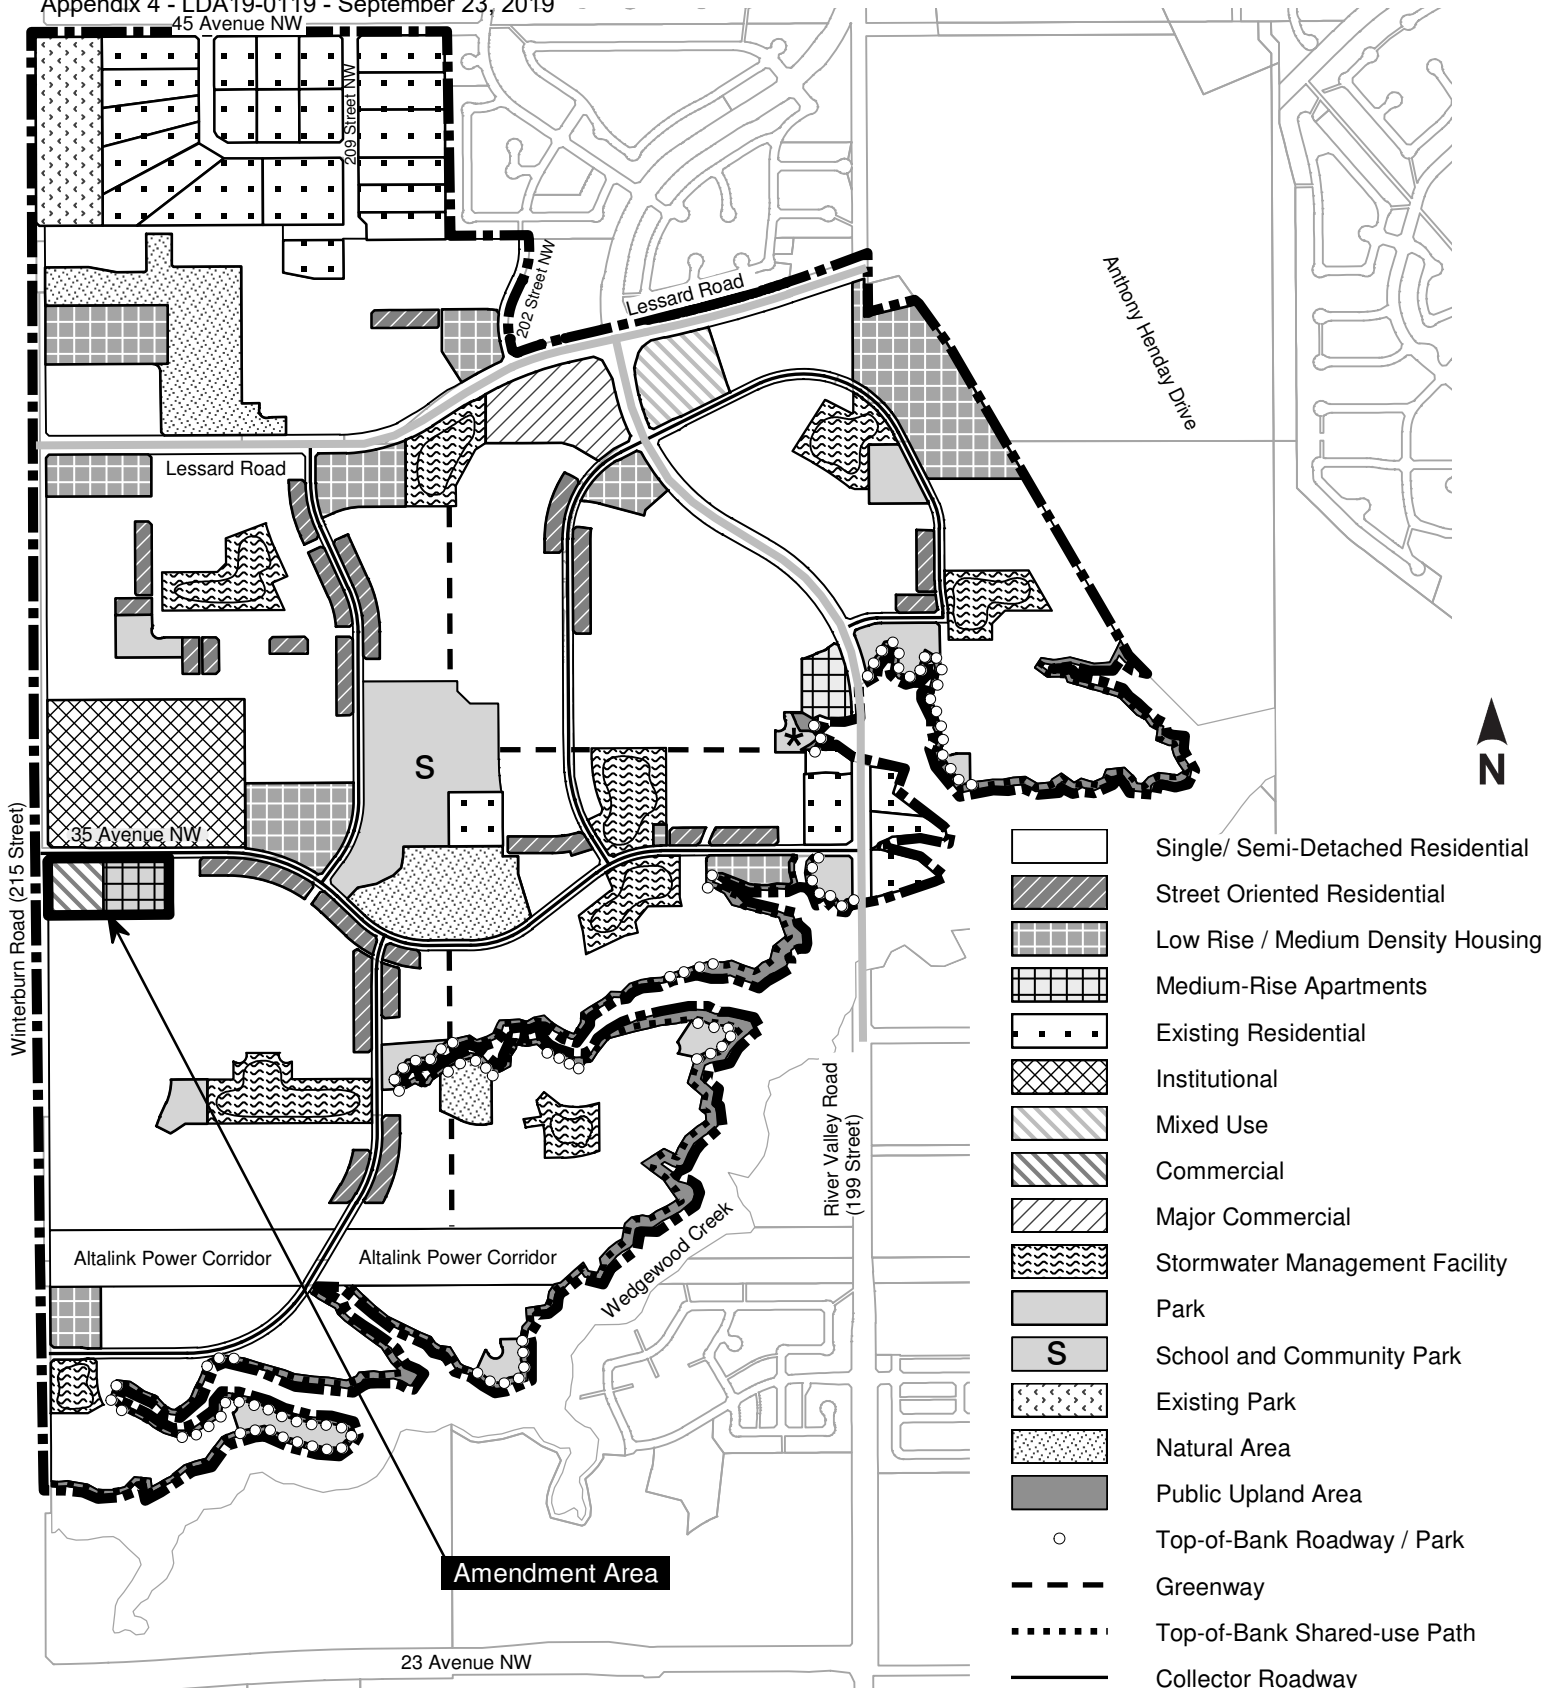 Appendix 4 - LDA19-0119 - September 23, 2019
45 Avenue NW
209 Street NW
202 Street NW
Lessard Road
Anthony Henday Drive
Lessard Road
S
*
N
35 Avenue NW
Winterburn Road (215 Street)
Single/ Semi-Detached Residential
Street Oriented Residential
Low Rise / Medium Density Housing
Medium-Rise Apartments
Existing Residential
Institutional
Mixed Use
Commercial
Major Commercial
Stormwater Management Facility
Park
S
School and Community Park
Existing Park
Natural Area
Public Upland Area
Top-of-Bank Roadway / Park
Greenway
Top-of-Bank Shared-use Path
Collector Roadway
River Valley Road
(199 Street)
Wedgewood Creek
Altalink Power Corridor
Altalink Power Corridor
Amendment Area
23 Avenue NW